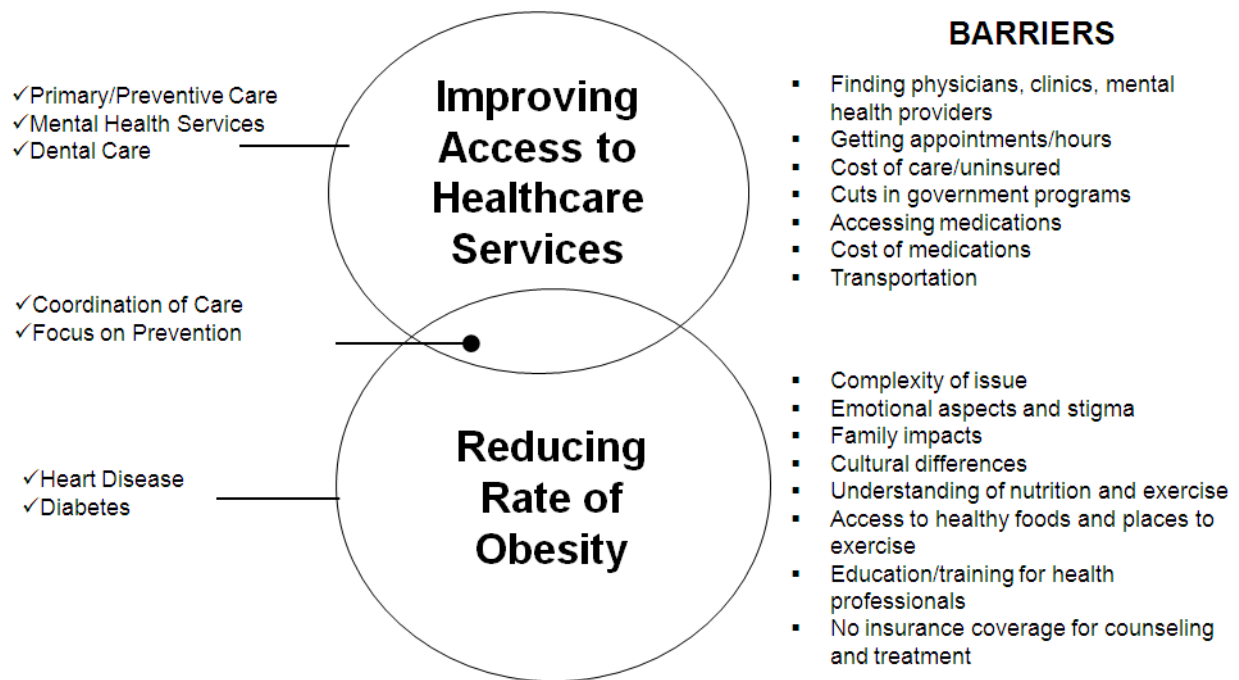 BARRIERS
✓Primary/Preventive Care
✓Mental Health Services
✓Dental Care
Improving
Access to
Healthcare
Services
▪ Finding physicians, clinics, mental
health providers
▪ Getting appointments/hours
▪ Cost of care/uninsured
▪ Cuts in government programs
▪ Accessing medications
▪ Cost of medications
▪ Transportation
✓Coordination of Care
✓Focus on Prevention
✓Heart Disease
✓Diabetes
Reducing
Rate of
Obesity
▪ Complexity of issue
▪ Emotional aspects and stigma
▪ Family impacts
▪ Cultural differences
▪ Understanding of nutrition and exercise
▪ Access to healthy foods and places to
exercise
▪ Education/training for health
professionals
▪ No insurance coverage for counseling
and treatment